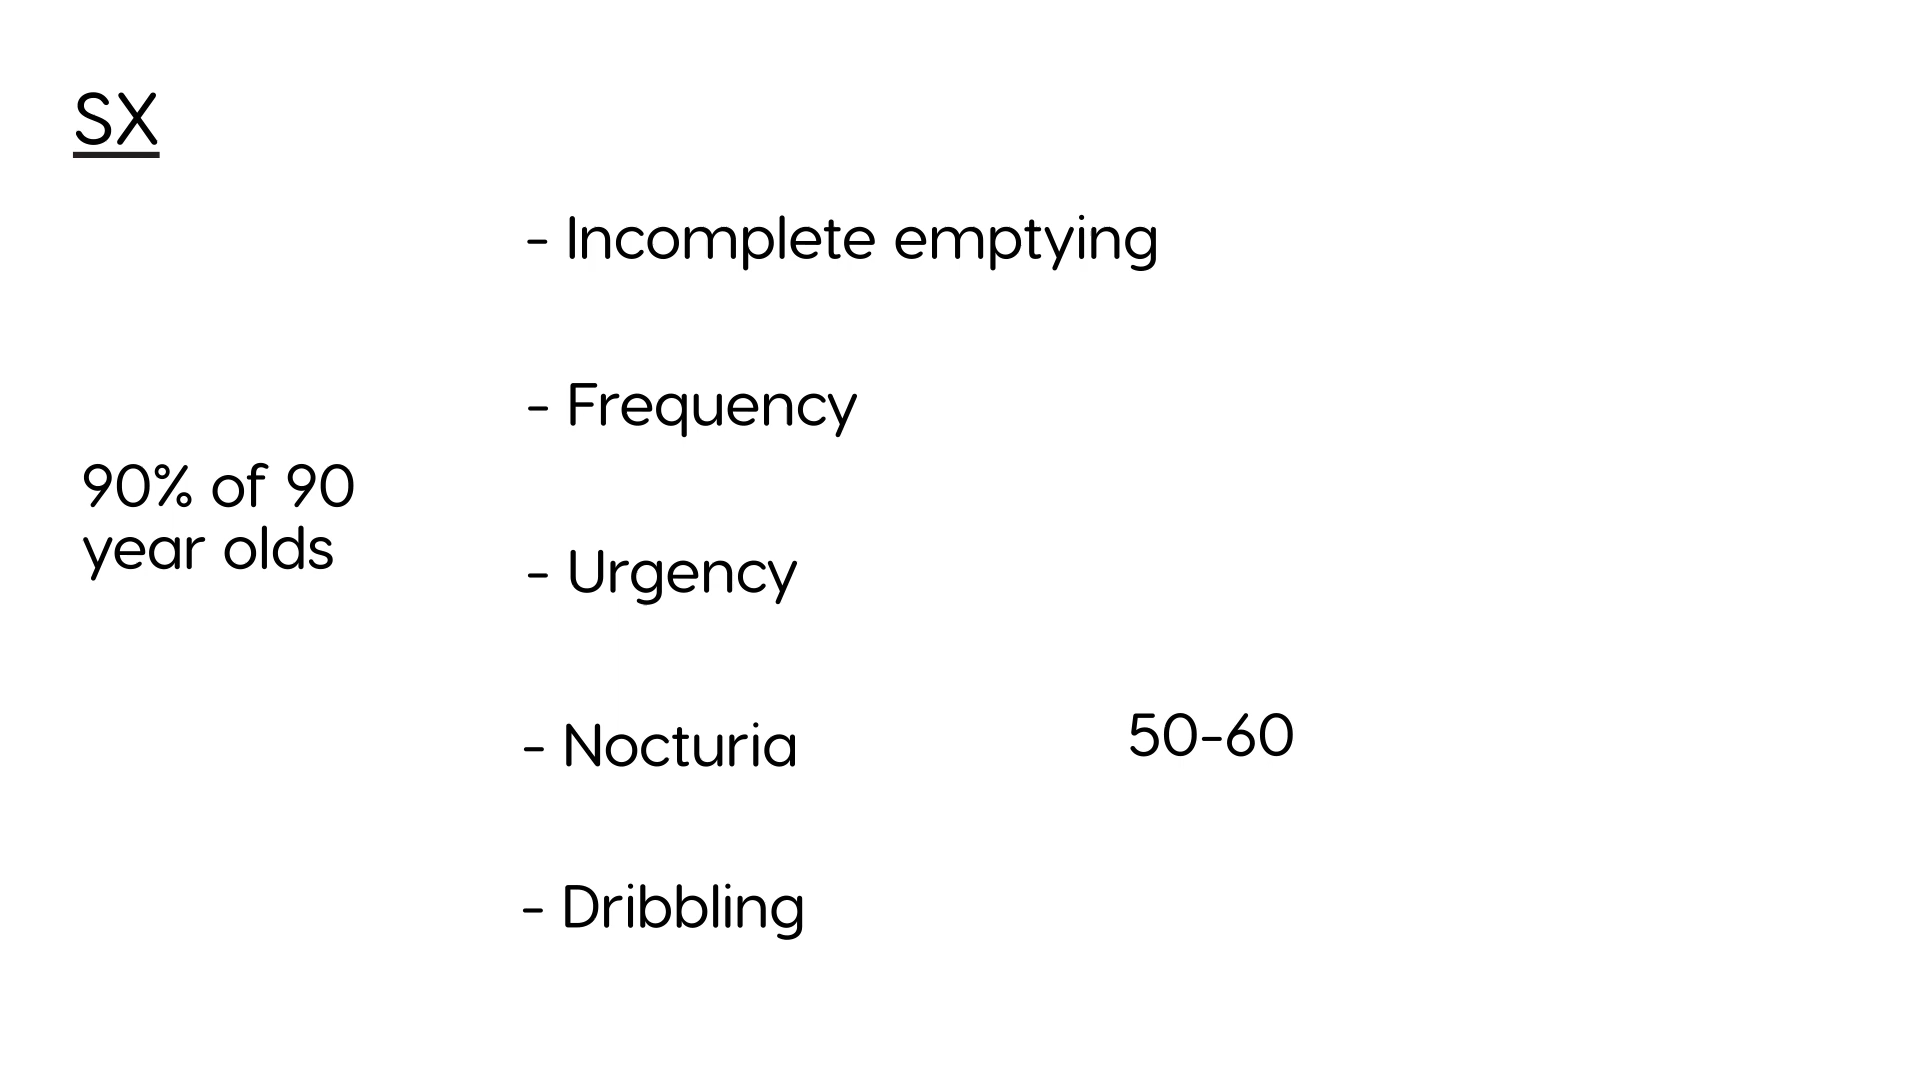 SX
- Incomplete emptying
- Frequency
90% of 90
year olds
- Urgency
- Nocturia
50-60
- Dribbling